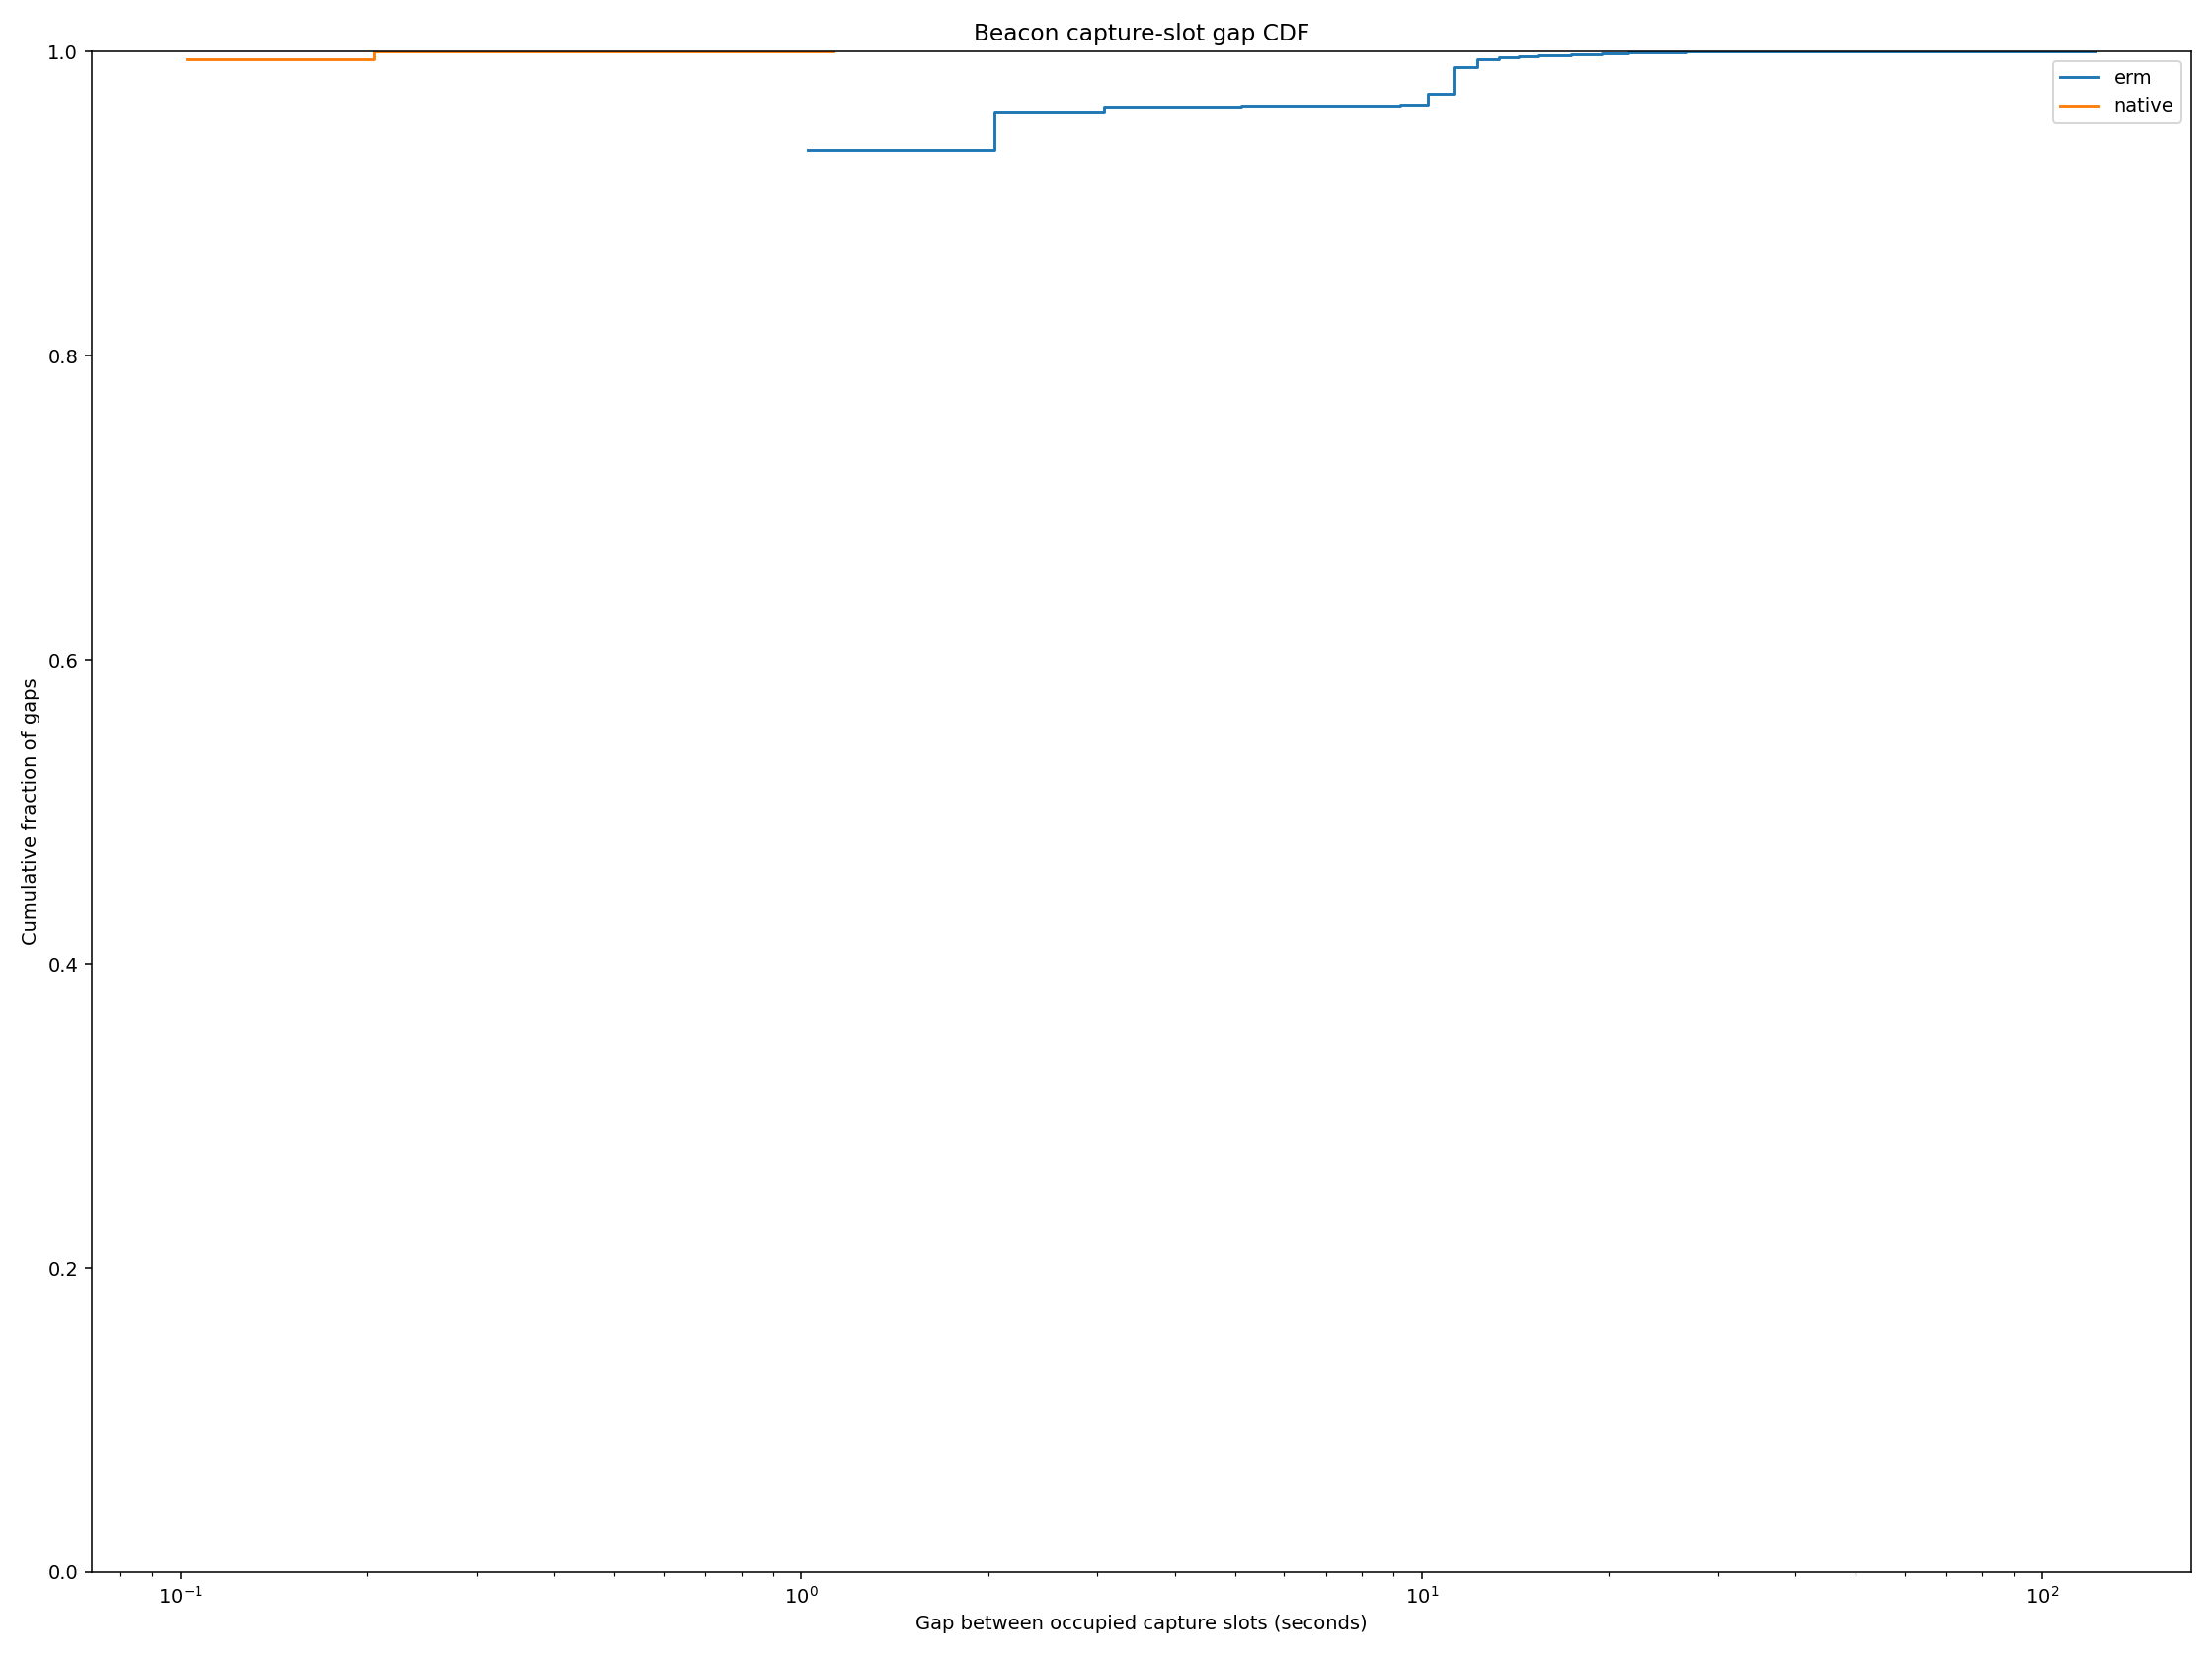 Beacon capture-slot gap CDF
erm
native
Cumulative fraction of gaps
1.0
0.8
0.6
0.4
0.2
0.0
10⁻¹ 10⁰ 10¹ 10²
Gap between occupied capture slots (seconds)